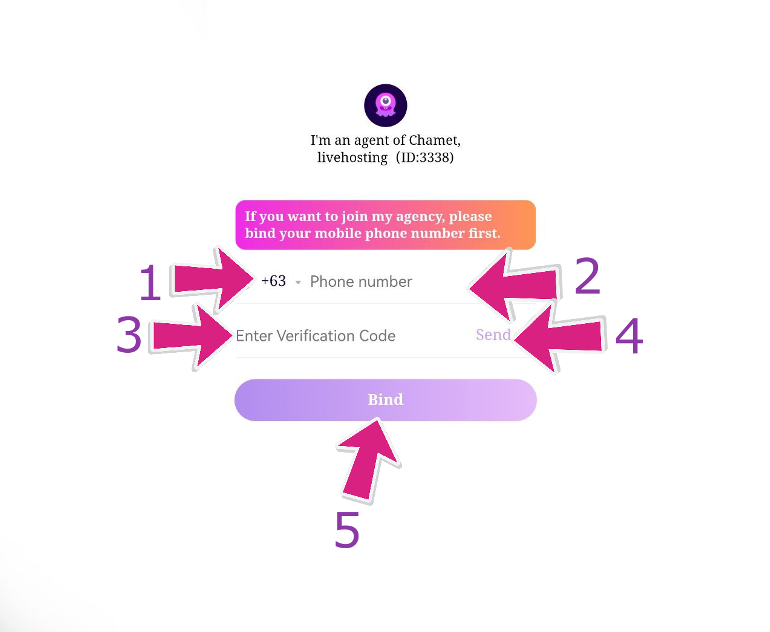 I'm an agent of Chamet,
livehosting (ID:3338)
If you want to join my agency, please
bind your mobile phone number first.
1 +63 Phone number 2
3 Enter Verification Code Send 4
Bind
5